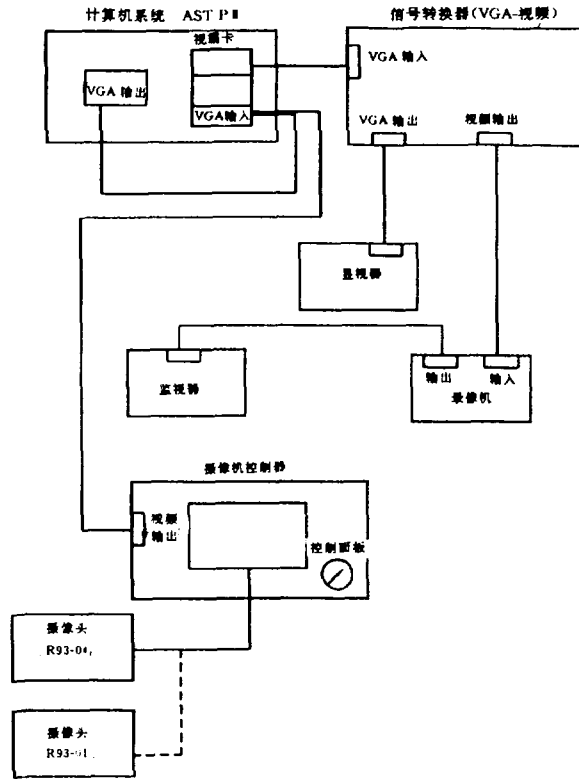 计算机系统 AST PⅡ
信号转换器(VGA-视频)
视频卡
VGA 输入
VGA 输出
VGA输入
VGA 输出
视频输出
显视器
监视器
输出
输入
录像机
摄像机控制器
视频
输出
控制面板
摄像头
R93-04
摄像头
R93-01